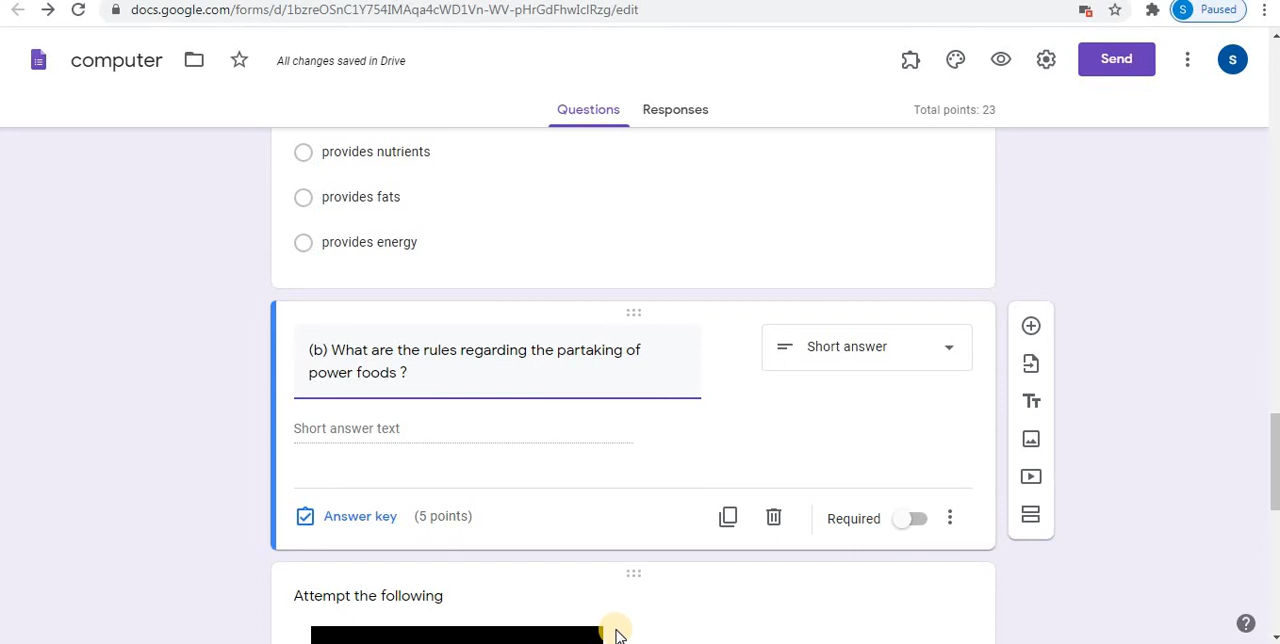 docs.google.com/forms/d/1bzreOSnC1Y754IMAqa4cWD1Vn-WV-pHrGdFhwIclRzg/edit
S Paused
computer
All changes saved in Drive
Send
S
Questions Responses
Total points: 23
provides nutrients
provides fats
provides energy
(b) What are the rules regarding the partaking of
power foods ?
Short answer
Short answer text
Tт
Answer key (5 points)
Required
Attempt the following